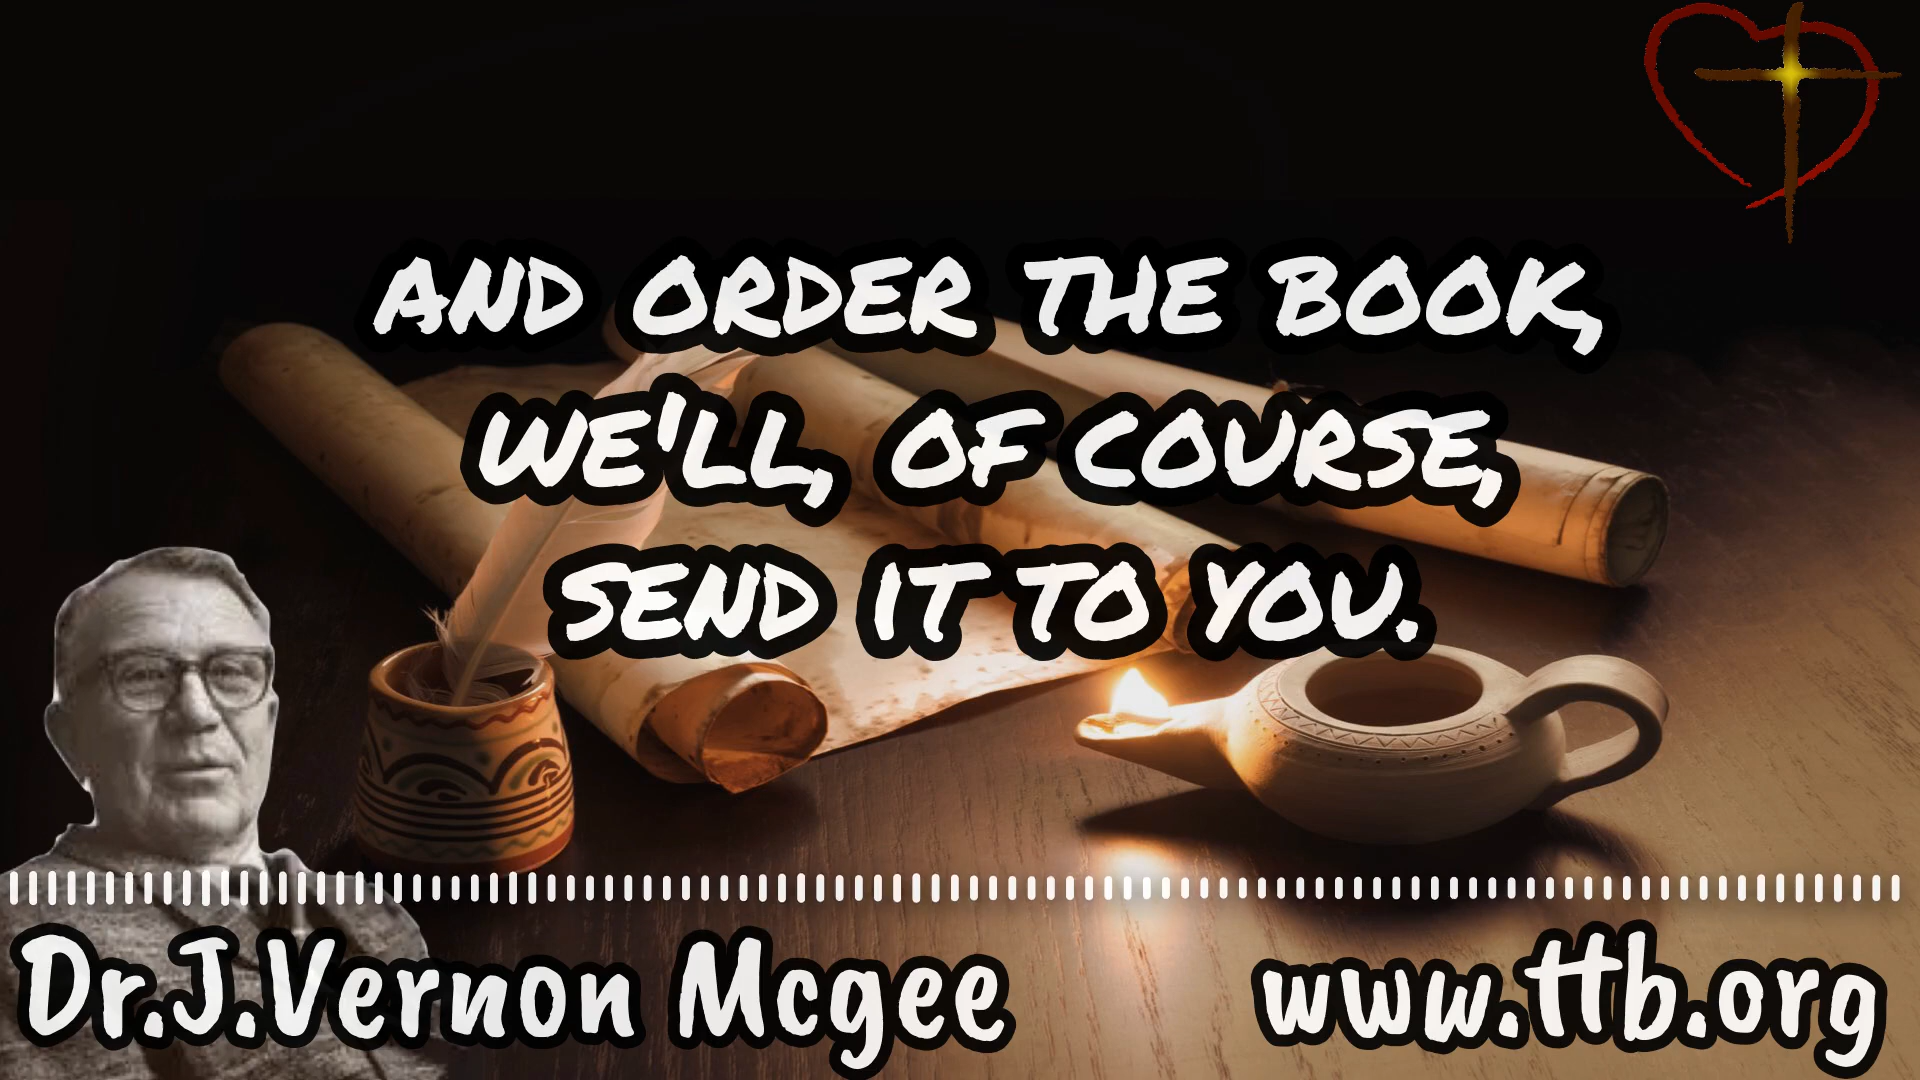 AND ORDER THE BOOK,
WE'LL, OF COURSE,
SEND IT TO YOU.
Dr.J.Vernon Mcgee
www.ttb.org